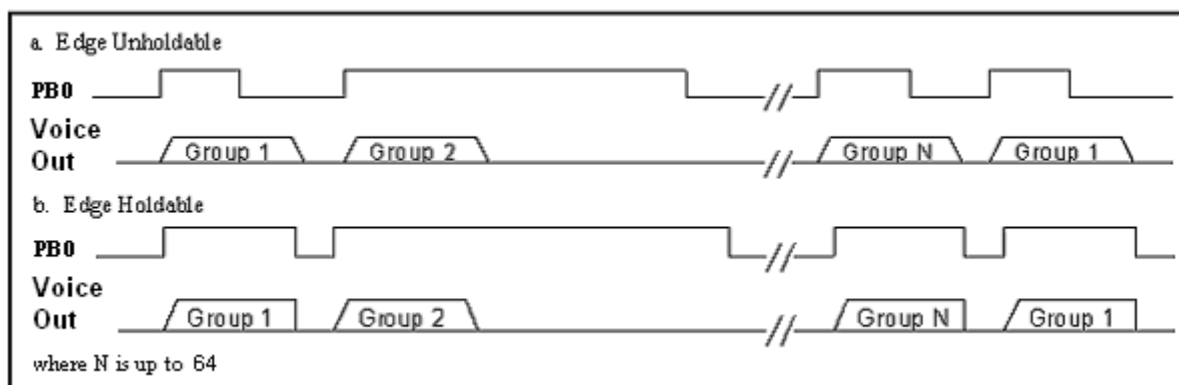 a. Edge Unholdable
PB0
Voice
Out
Group 1
Group 2
//
Group N
Group 1
b. Edge Holdable
PB0
Voice
Out
Group 1
Group 2
Group N
Group 1
where N is up to 64